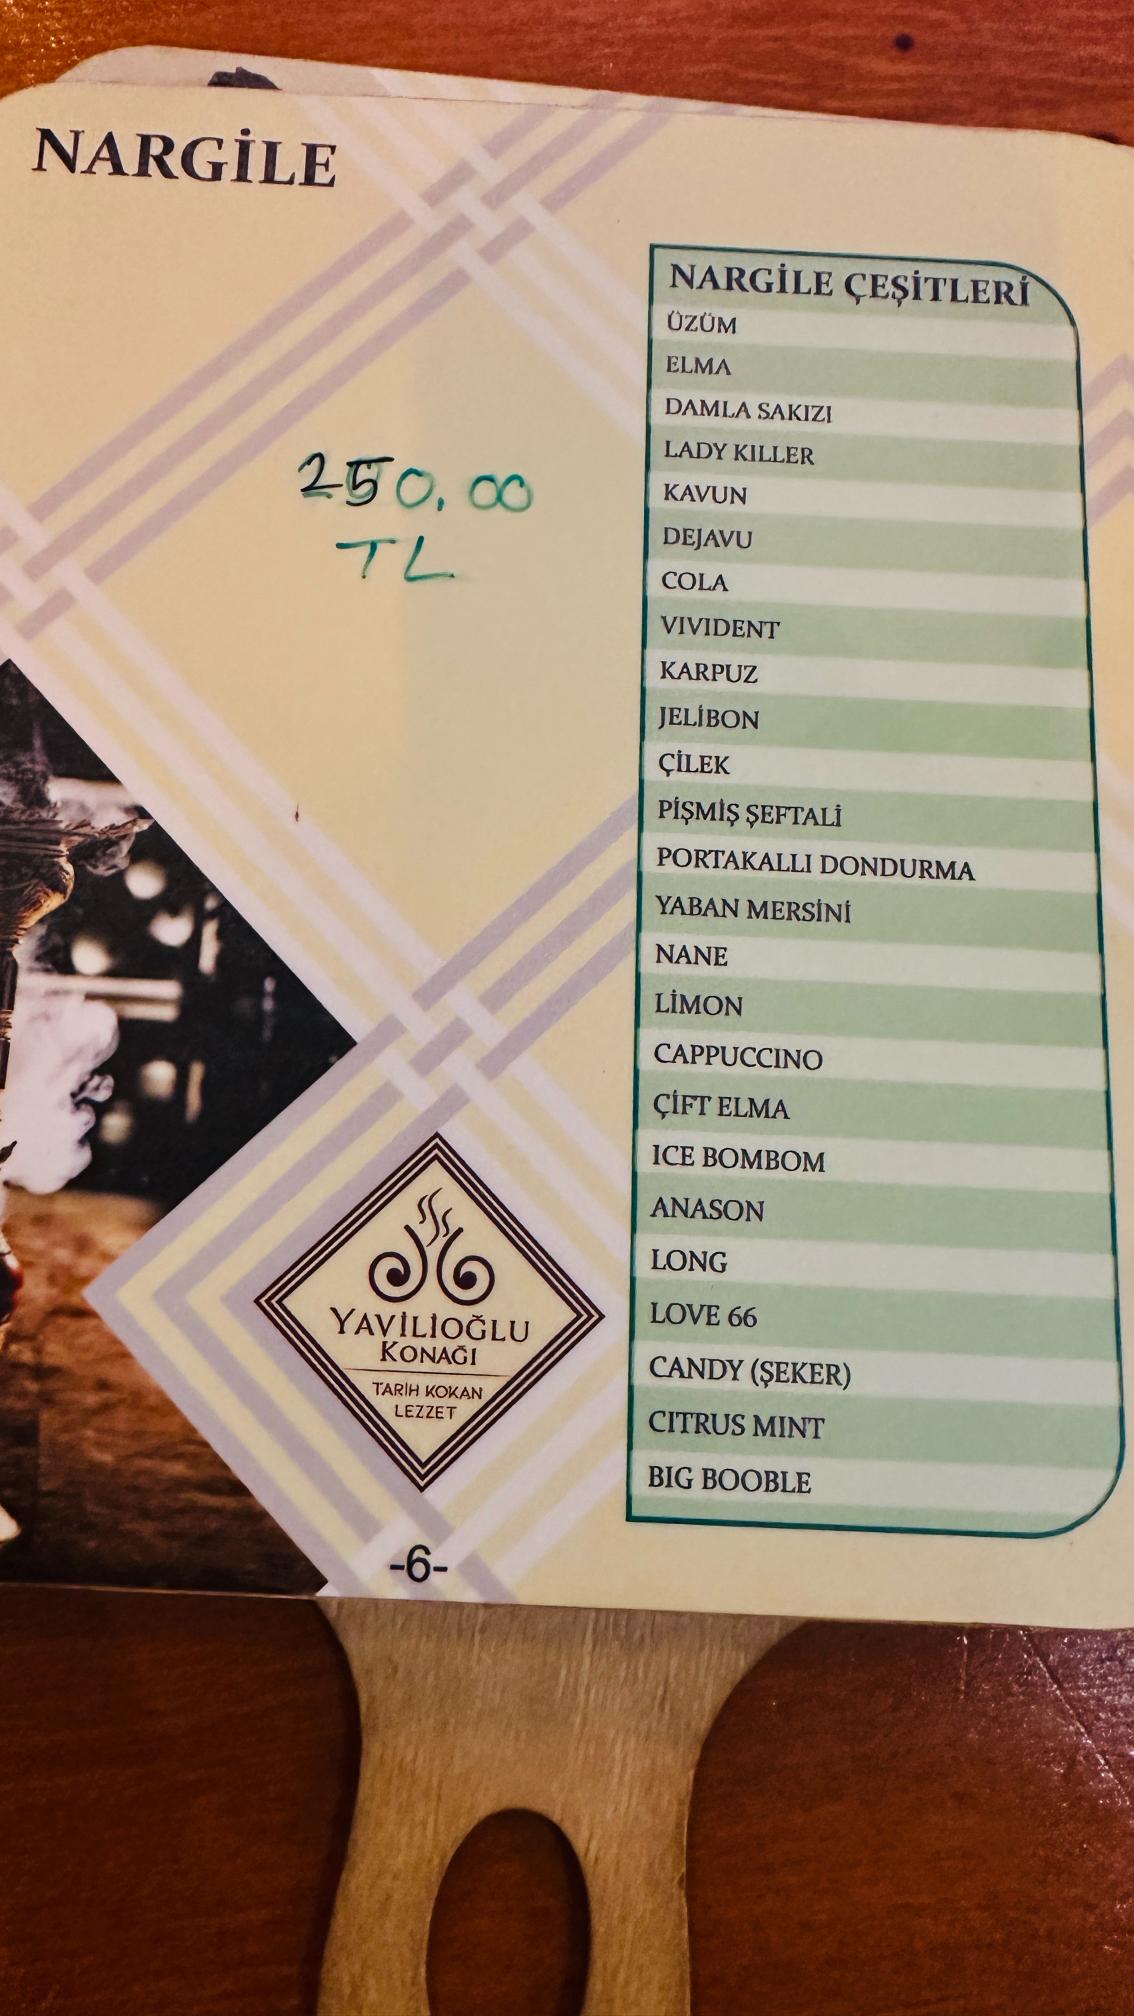 NARGİLE
250.00
TL
NARGİLE ÇEŞİTLERİ
ÜZÜM
ELMA
DAMLA SAKIZI
LADY KILLER
KAVUN
DEJAVU
COLA
VIVIDENT
KARPUZ
JELİBON
ÇİLEK
PİŞMİŞ ŞEFTALİ
PORTAKALLI DONDURMA
YABAN MERSİNİ
NANE
LİMON
CAPPUCCINO
ÇİFT ELMA
ICE BOMBOM
ANASON
LONG
LOVE 66
CANDY (ŞEKER)
CITRUS MINT
BIG BOOBLE
YAVİLİOĞLU
KONAĞI
TARİH KOKAN
LEZZET
-6-